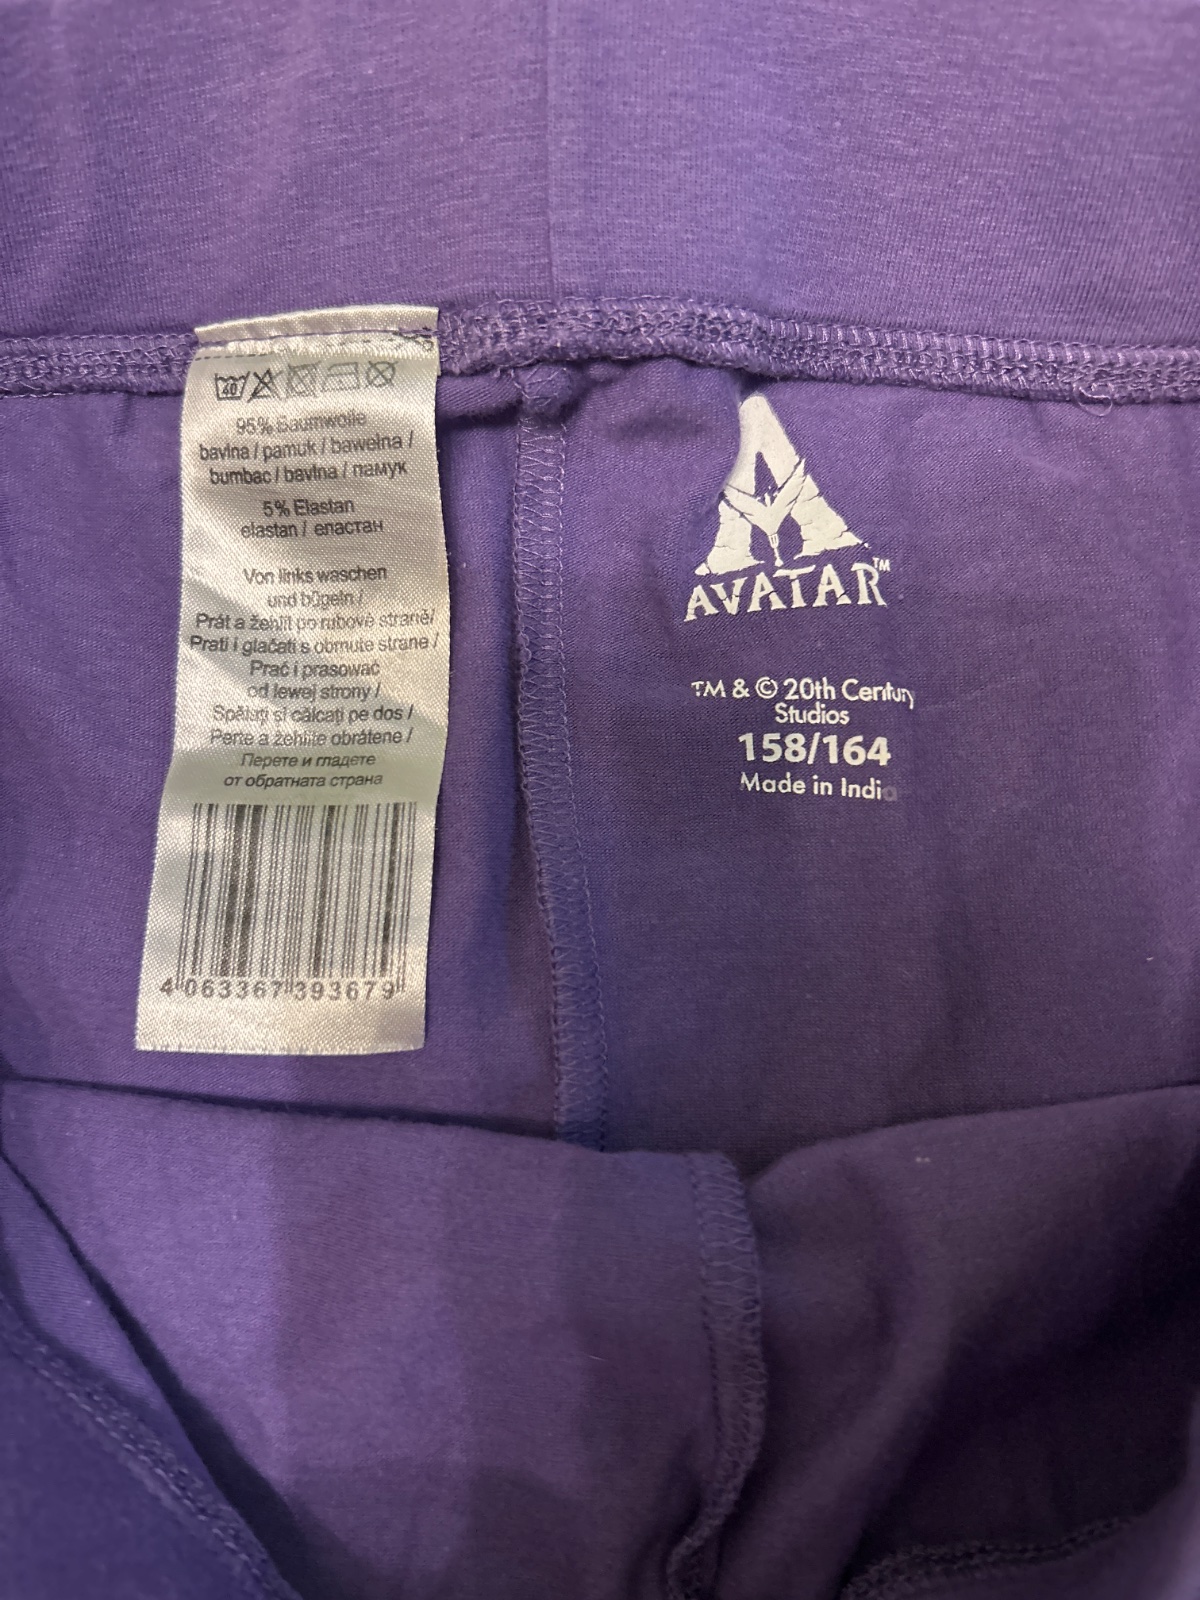 40
95% Baumwolle
bavlna / pamuk / bawełna /
bumbac / bavlna / памук
5% Elastan
elastan / еластан
Von links waschen
und bügeln /
Prát a žehlit po rubové straně/
Prati i glačati s obrnute strane /
Prać i prasować
od lewej strony /
Spălați si călcați pe dos /
Perte a žehlite obrátene /
Перете и гладете
от обратната страна
4 063367 393679
AVATAR™
TM & © 20th Century
Studios
158/164
Made in India